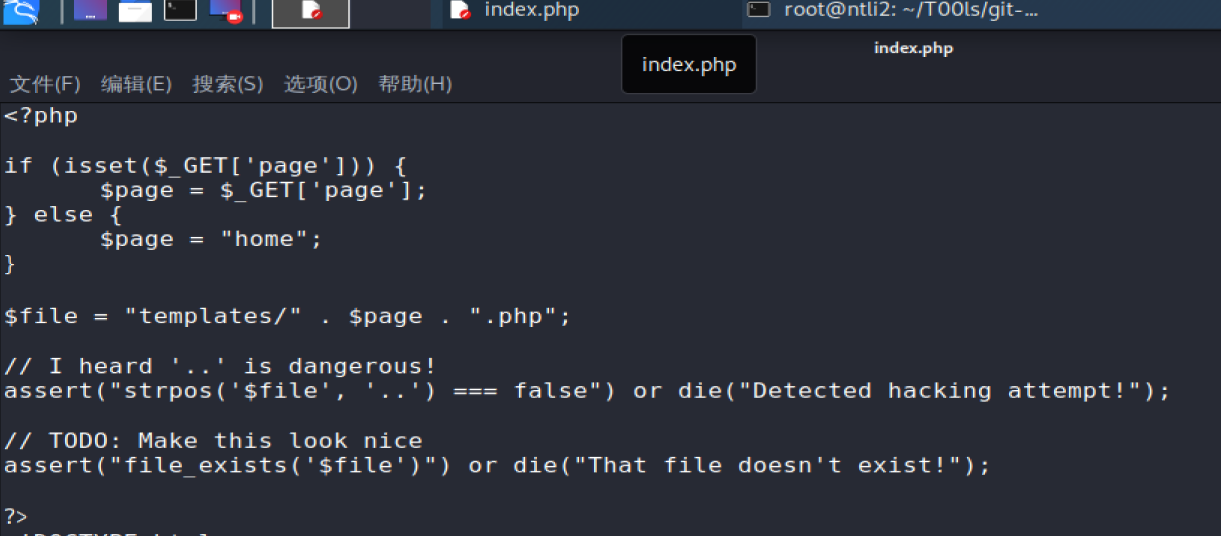 index.php
root@ntli2: ~/T00ls/git-...
index.php
index.php
文件(F) 编辑(E) 搜索(S) 选项(O) 帮助(H)
<?php
if (isset($_GET['page'])) {
$page = $_GET['page'];
} else {
$page = "home";
}
$file = "templates/" . $page . ".php";
// I heard '..' is dangerous!
assert("strpos('$file', '..') === false") or die("Detected hacking attempt!");
// TODO: Make this look nice
assert("file_exists('$file')") or die("That file doesn't exist!");
?>